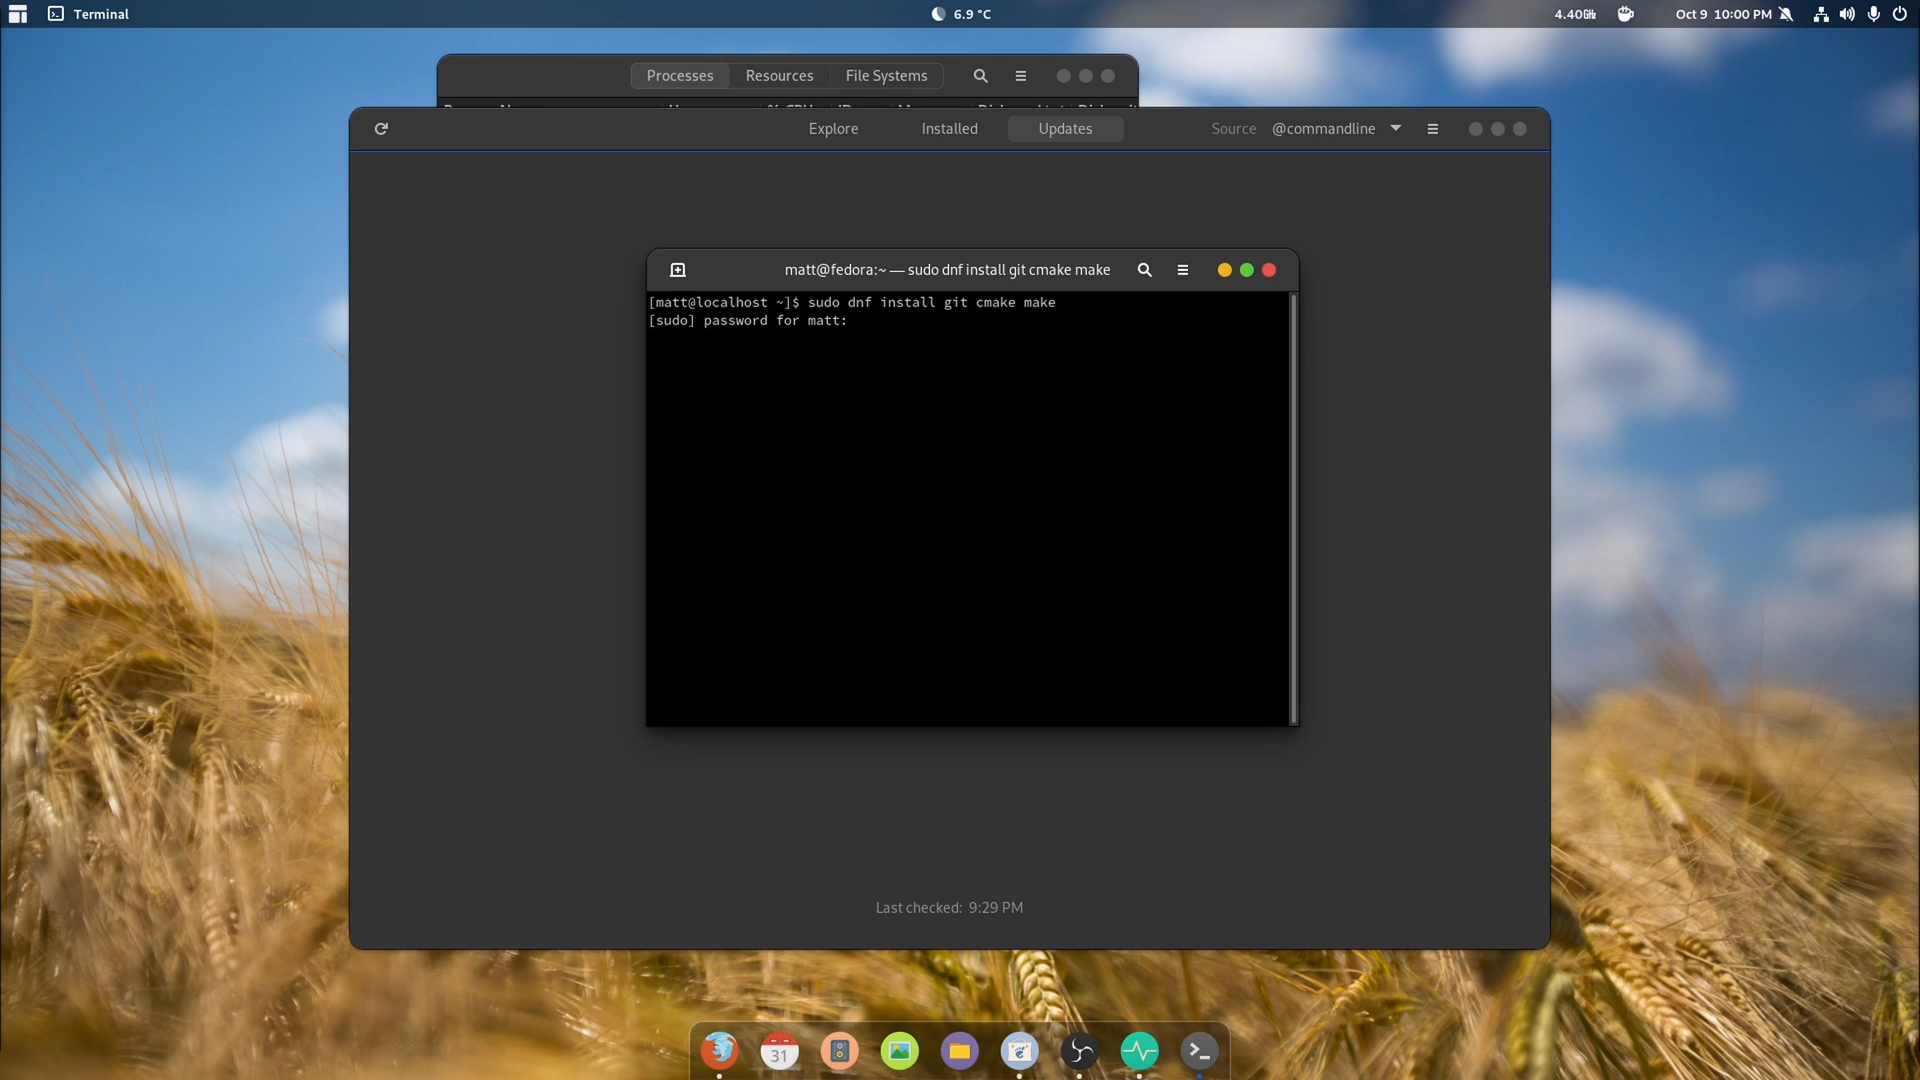 Terminal
6.9 °C
4.40GHz
Oct 9 10:00 PM
Processes Resources File Systems
Explore Installed Updates Source @commandline
matt@fedora:~ — sudo dnf install git cmake make
[matt@localhost ~]$ sudo dnf install git cmake make
[sudo] password for matt:
Last checked: 9:29 PM
31